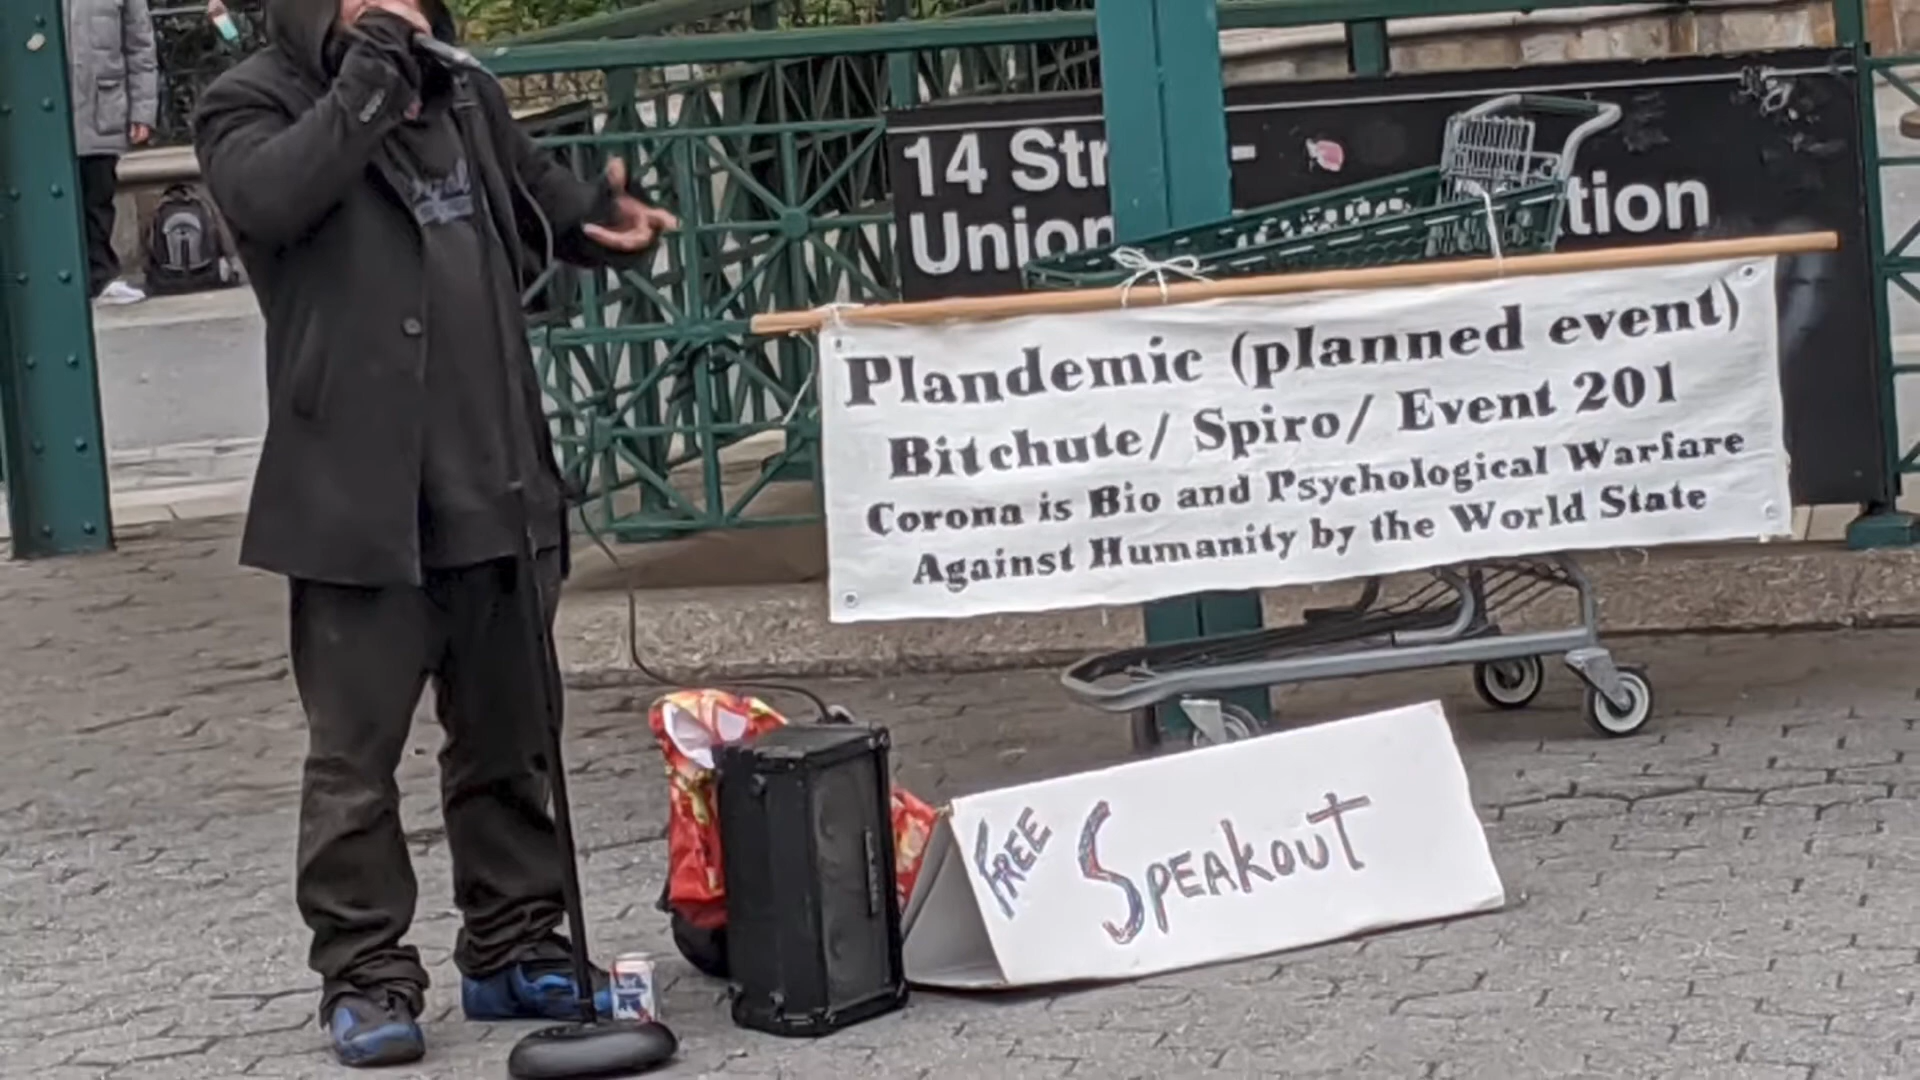 14 Str -
Union tion
Plandemic (planned event)
Bitchute/ Spiro/ Event 201
Corona is Bio and Psychological Warfare
Against Humanity by the World State
FREE SPEAKOUT